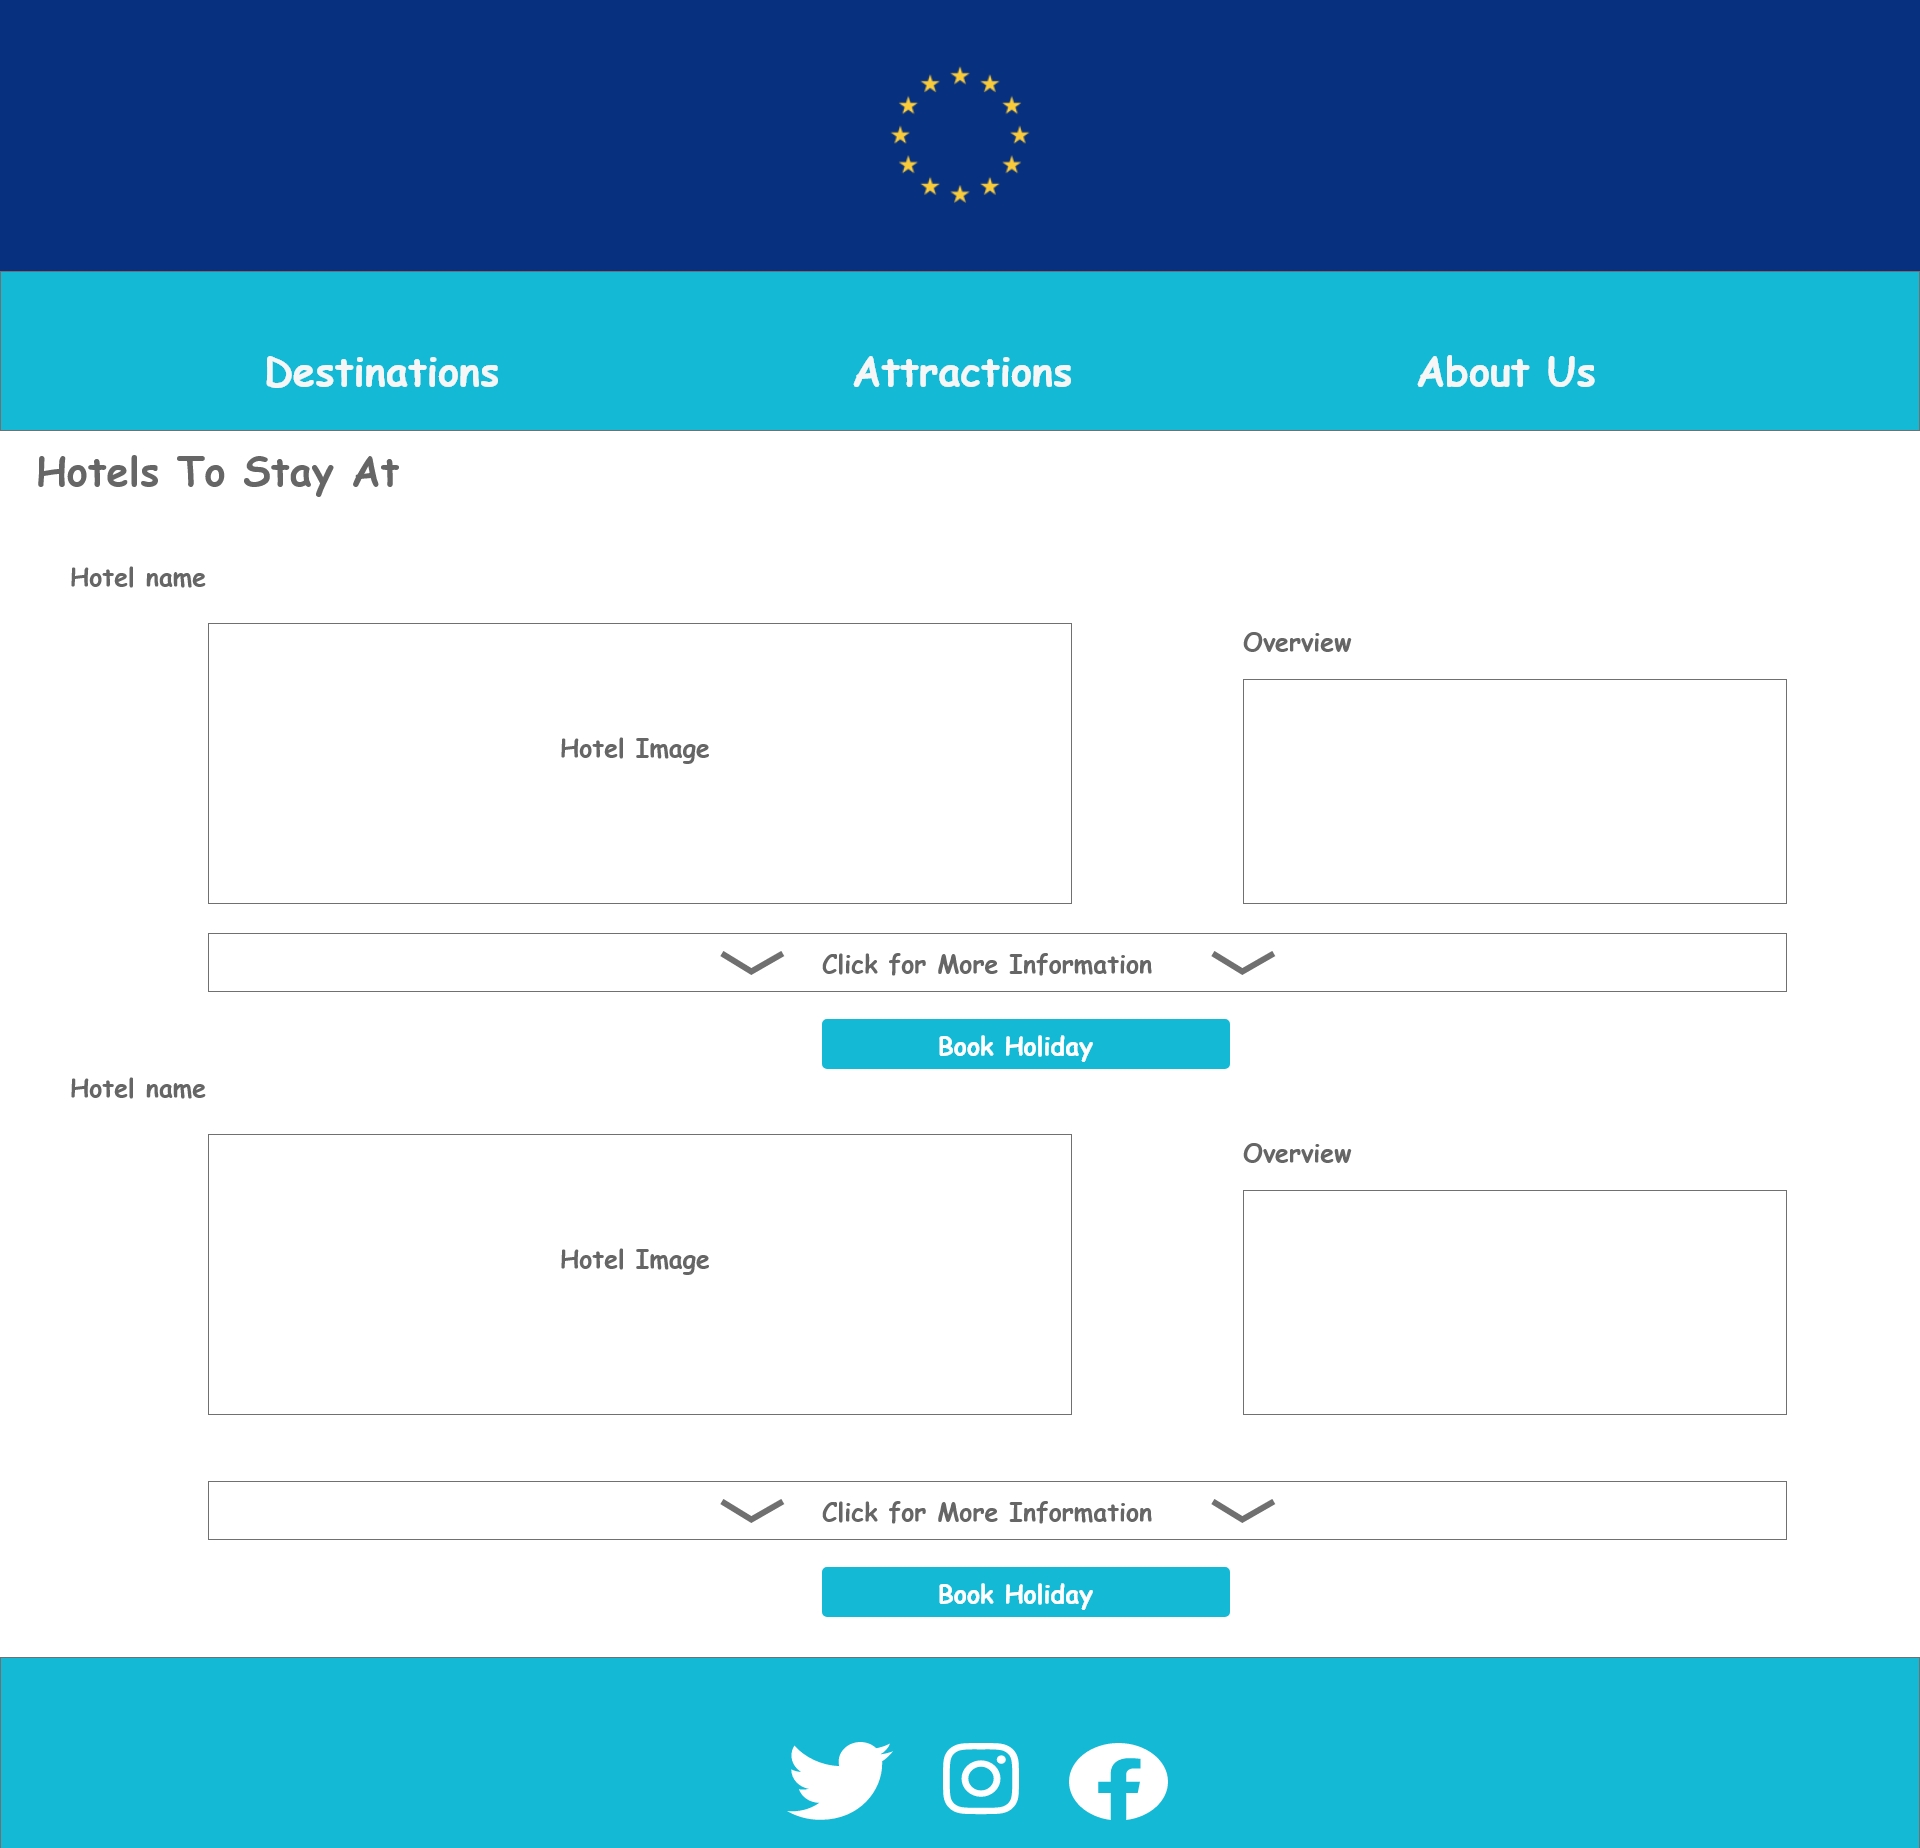 Destinations
Attractions
About Us
Hotels To Stay At
Hotel name
Hotel Image
Overview
Click for More Information
Book Holiday
Hotel name
Hotel Image
Overview
Click for More Information
Book Holiday